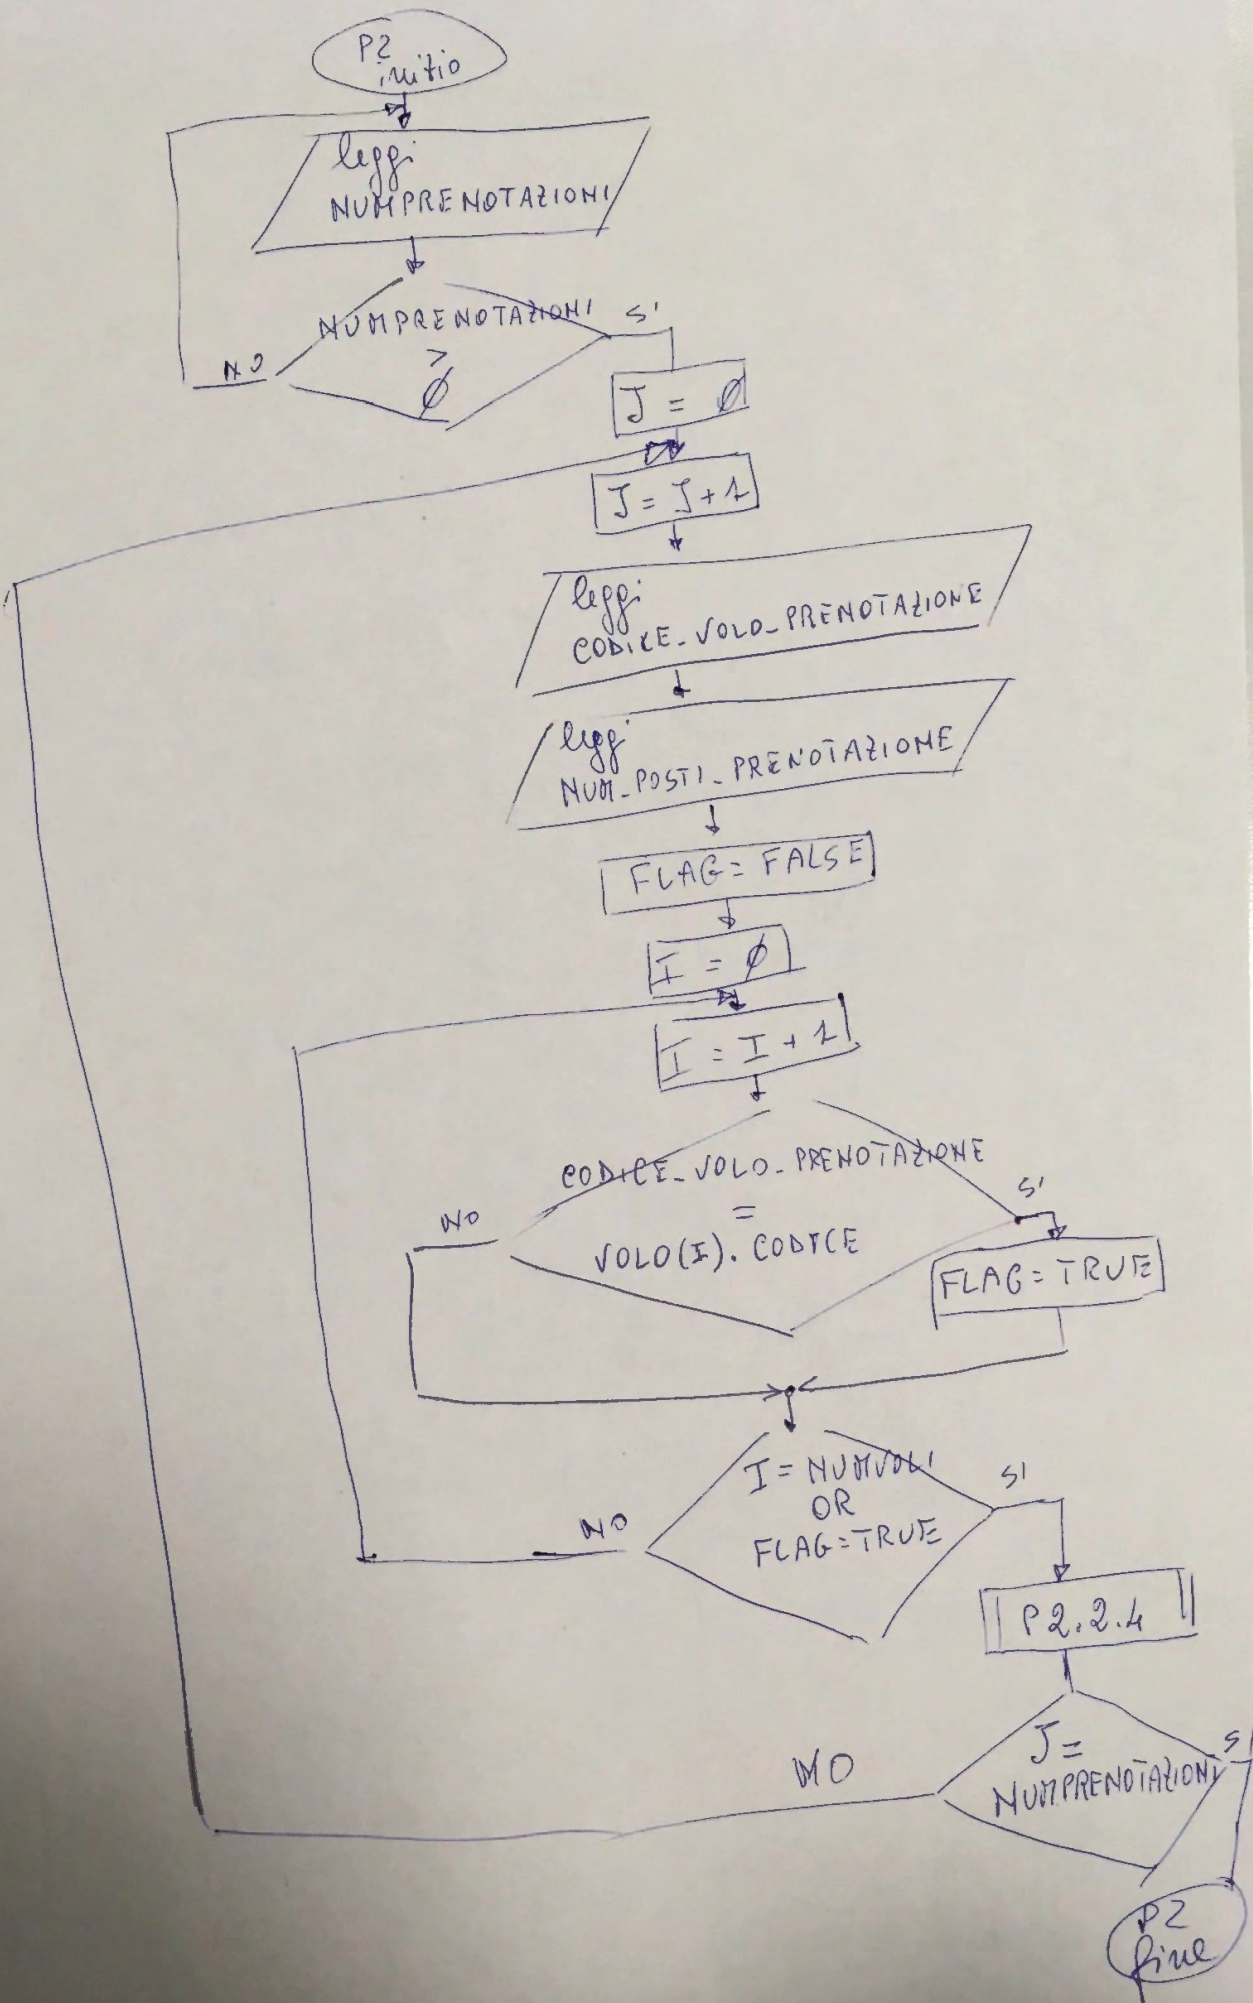 P2
inizio
leggi
NUMPRENOTAZIONI
NUMPRENOTAZIONI
>
Ø
SI
NO
J = Ø
J = J + 1
leggi
CODICE_VOLO_PRENOTAZIONE
leggi
NUM_POSTI_PRENOTAZIONE
FLAG = FALSE
I = Ø
I = I + 1
CODICE_VOLO_PRENOTAZIONE
=
VOLO(I). CODICE
NO
SI
FLAG = TRUE
I = NUMVOLI
OR
FLAG = TRUE
NO
SI
P2.2.4
J =
NUMPRENOTAZIONI
NO
S
P2
fine